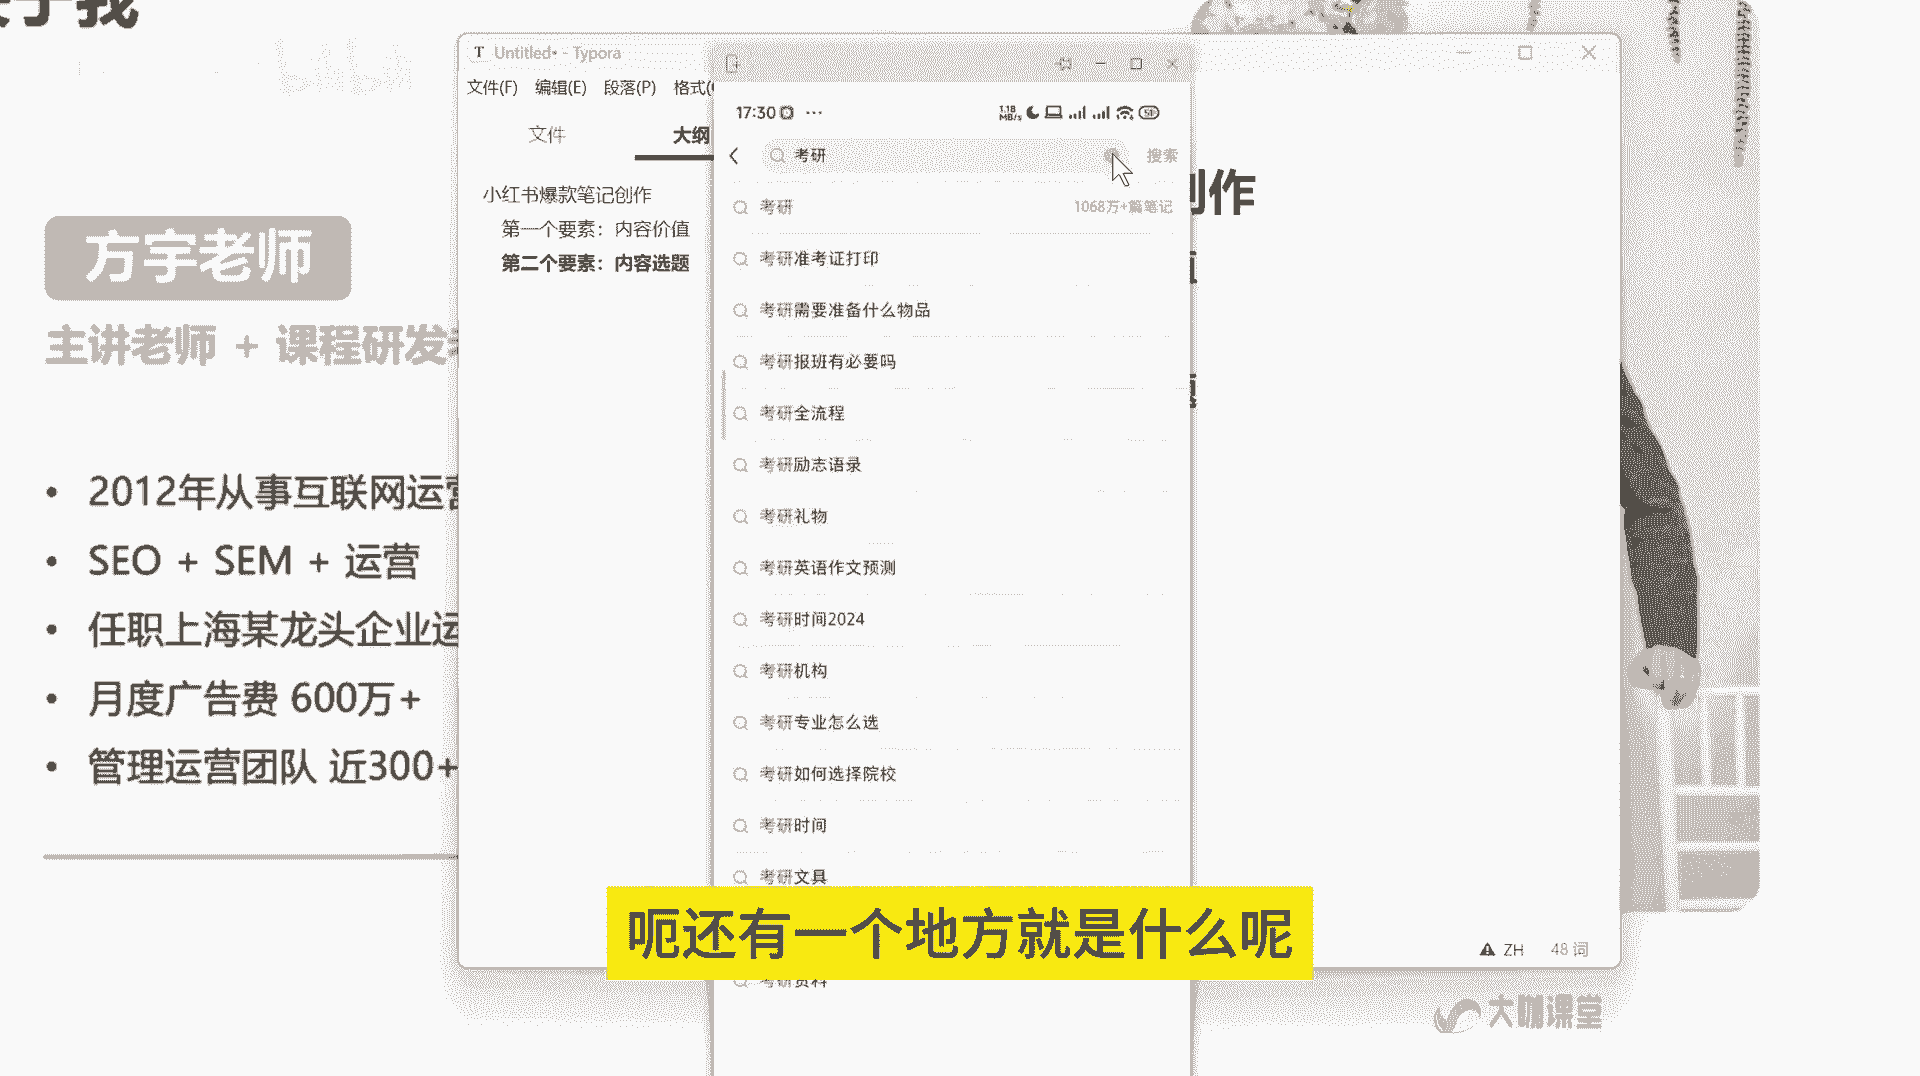 Untitled• - Typora
文件(F) 编辑(E) 段落(P) 格式(
文件
大纲
小红书爆款笔记创作
第一个要素：内容价值
第二个要素：内容选题
方宇老师
主讲老师 + 课程研发
2012年从事互联网运营
SEO + SEM + 运营
任职上海某龙头企业运
月度广告费 600万+
管理运营团队 近300+
17:30
1.18 MB/s
考研
搜索
考研
1068万+篇笔记
考研准考证打印
考研需要准备什么物品
考研报班有必要吗
考研全流程
考研励志语录
考研礼物
考研英语作文预测
考研时间2024
考研机构
考研专业怎么选
考研如何选择院校
考研时间
考研文具
考研资料
创作
呃还有一个地方就是什么呢
ZH 48 词
大咖课堂
bilibili